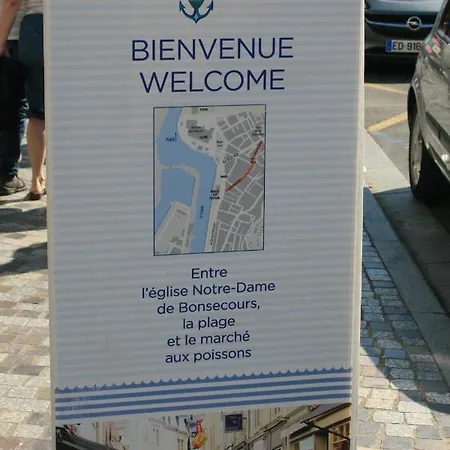 BIENVENUE
WELCOME
Entre
l'église Notre-Dame
de Bonsecours,
la plage
et le marché
aux poissons